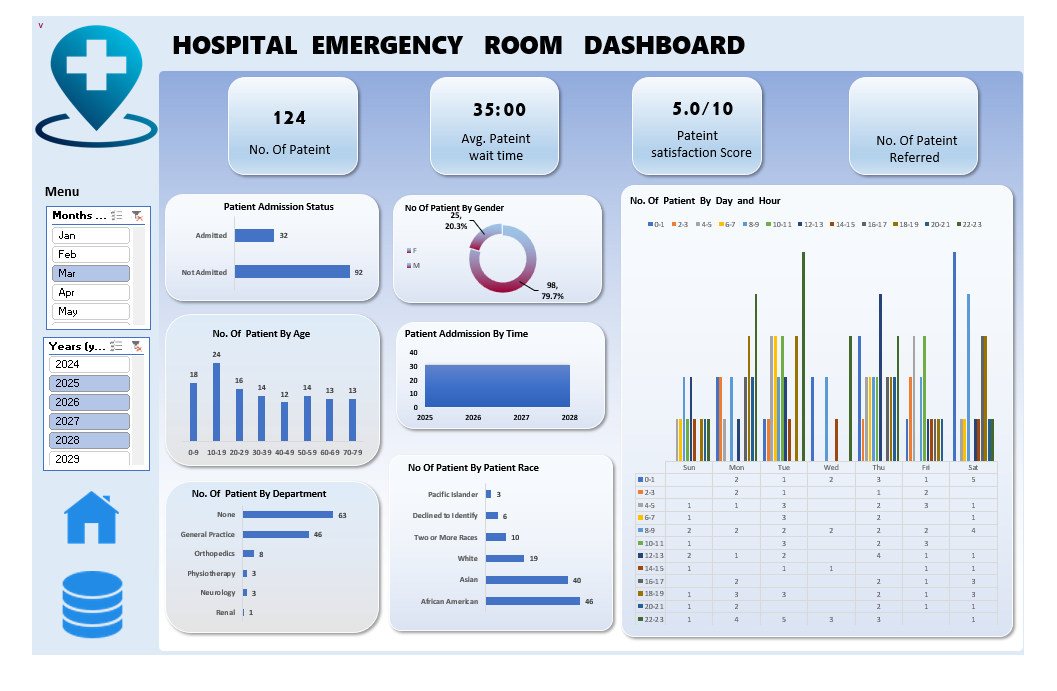 v
HOSPITAL EMERGENCY ROOM DASHBOARD
124
No. Of Pateint
35:00
Avg. Pateint
wait time
5.0/10
Pateint
satisfaction Score
No. Of Pateint
Referred
Menu
Months ...
Jan
Feb
Mar
Apr
May
Years (y...
2024
2025
2026
2027
2028
2029
Patient Admission Status
Admitted 32
Not Admitted 92
No Of Patient By Gender
25,
20.3%
F
M
98,
79.7%
No. Of Patient By Age
18 24 16 14 12 14 13 13
0-9 10-19 20-29 30-39 40-49 50-59 60-69 70-79
Patient Addmission By Time
40
30
20
10
0
2025 2026 2027 2028
No. Of Patient By Department
None 63
General Practice 46
Orthopedics 8
Physiotherapy 3
Neurology 3
Renal 1
No Of Patient By Patient Race
Pacific Islander 3
Declined to Identify 6
Two or More Races 10
White 19
Asian 40
African American 46
No. Of Patient By Day and Hour
0-1 2-3 4-5 6-7 8-9 10-11 12-13 14-15 16-17 18-19 20-21 22-23
Sun Mon Tue Wed Thu Fri Sat
0-1 2 1 2 3 1 5
2-3 2 1 1 2
4-5 1 1 3 2 3 1
6-7 1 3 2 1
8-9 2 2 2 2 2 2 4
10-11 1 3 2 3
12-13 2 1 2 4 1 1
14-15 1 1 1 1
16-17 2 2 1 3
18-19 1 3 3 2 1 3
20-21 1 2 2 1 1
22-23 1 4 5 3 3 1